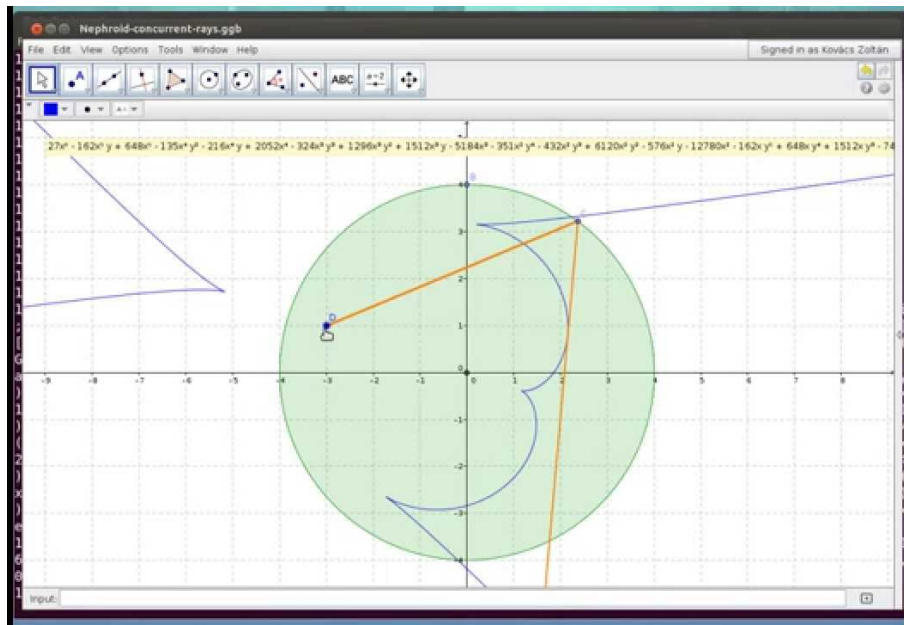 Nephroid-concurrent-rays.ggb
File Edit View Options Tools Window Help
Signed in as Kovács Zoltán
A ABC a=2
27x⁶ - 162x⁵ y + 648x⁵ - 135x⁴ y² - 216x⁴ y + 2052x⁴ - 324x³ y³ + 1296x³ y² + 1512x³ y - 5184x³ - 351x² y⁴ - 432x² y³ + 6120x² y² - 576x² y - 12780x² - 162x y⁵ + 648x y⁴ + 1512x y³ - 74
4 B
3
2
D
1
0
-9 -8 -7 -6 -5 -4 -3 -2 -1 0 1 2 3 4 5 6 7 8
-1
-2
-3
-4
Input: